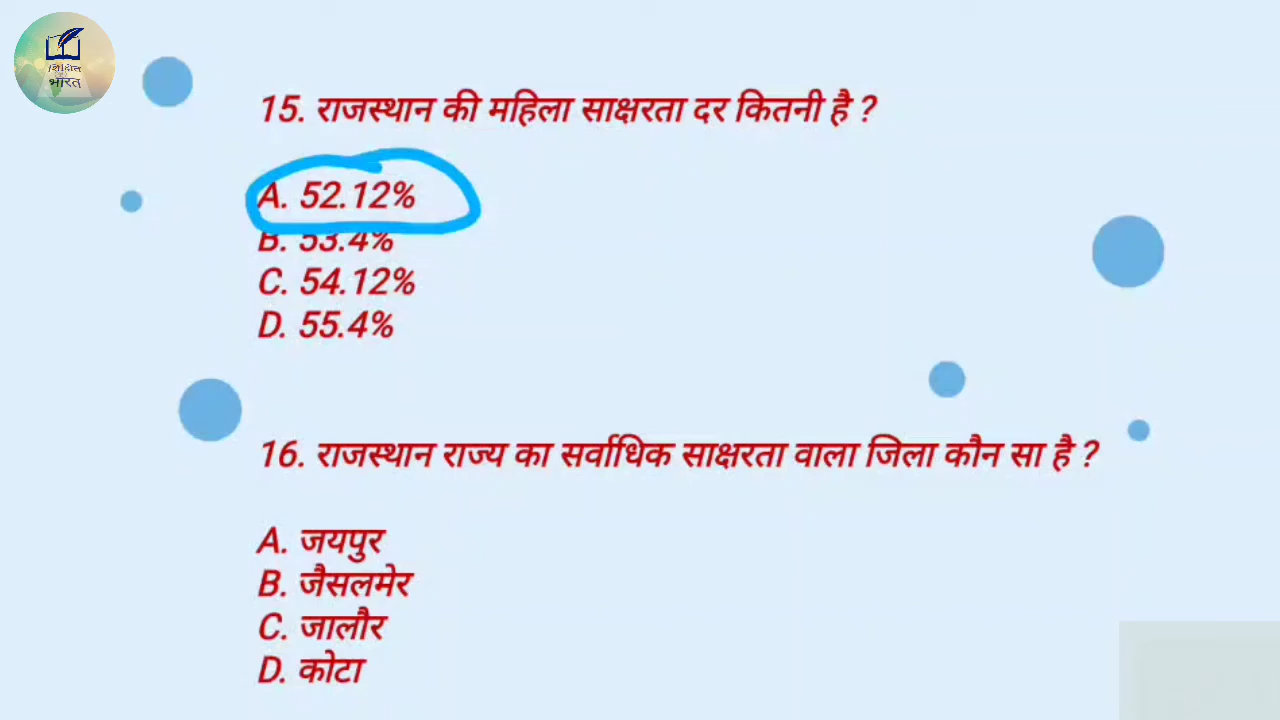 शिक्षित
भारत
15. राजस्थान की महिला साक्षरता दर कितनी है ?
A. 52.12%
B. 53.4%
C. 54.12%
D. 55.4%
16. राजस्थान राज्य का सर्वाधिक साक्षरता वाला जिला कौन सा है ?
A. जयपुर
B. जैसलमेर
C. जालौर
D. कोटा